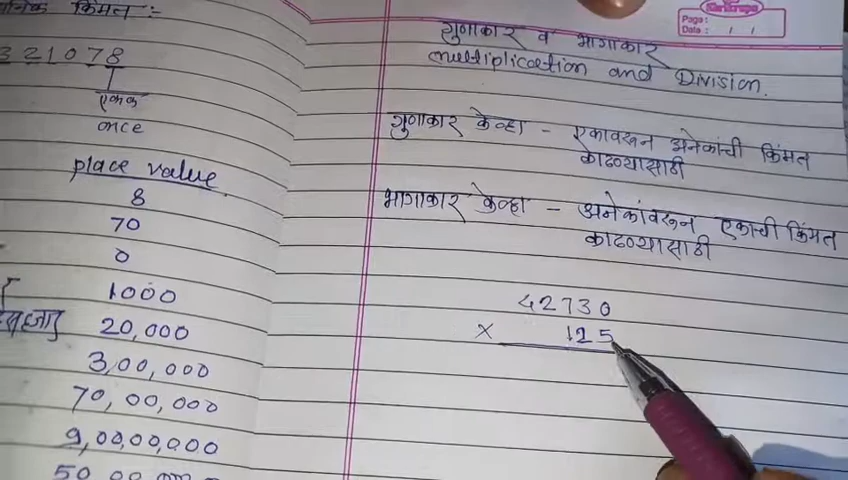 किंमत :-
321078
एकक
once
place value
8
70
0
1000
20,000
3,00,000
70,00,000
9,00,00,000
Page:
Date: / /
गुणाकार व भागाकार
multiplication and Division.
गुणाकार केव्हा - एकावरून अनेकांची किंमत
काढण्यासाठी
भागाकार केव्हा - अनेकांवरून एकाची किंमत
काढण्यासाठी
42730
× 125